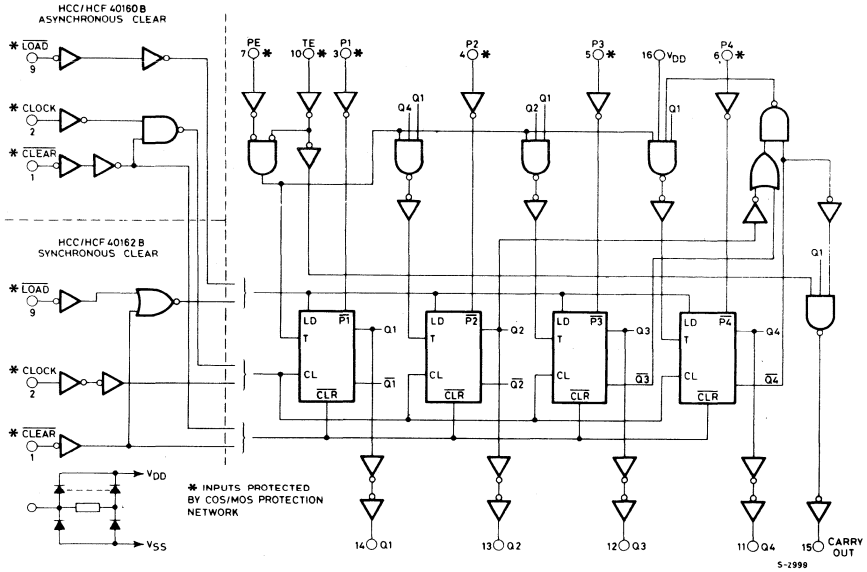 HCC/HCF 40160 B
ASYNCHRONOUS CLEAR
* LOAD
9
* CLOCK
2
* CLEAR
1
HCC/HCF 40162 B
SYNCHRONOUS CLEAR
* LOAD
9
* CLOCK
2
* CLEAR
1
VDD
VSS
* INPUTS PROTECTED
BY COS/MOS PROTECTION
NETWORK
PE
7 *
TE
10 *
P1
3 *
P2
4 *
P3
5 *
16 VDD
P4
6 *
Q4 Q1
Q2 Q1
Q1
Q1
LD P1
T
CL
CLR
Q1
Q1
LD P2
T
CL
CLR
Q2
Q2
LD P3
T
CL
CLR
Q3
Q3
LD P4
T
CL
CLR
Q4
Q4
14 Q1
13 Q2
12 Q3
11 Q4
15 CARRY
OUT
S-2999